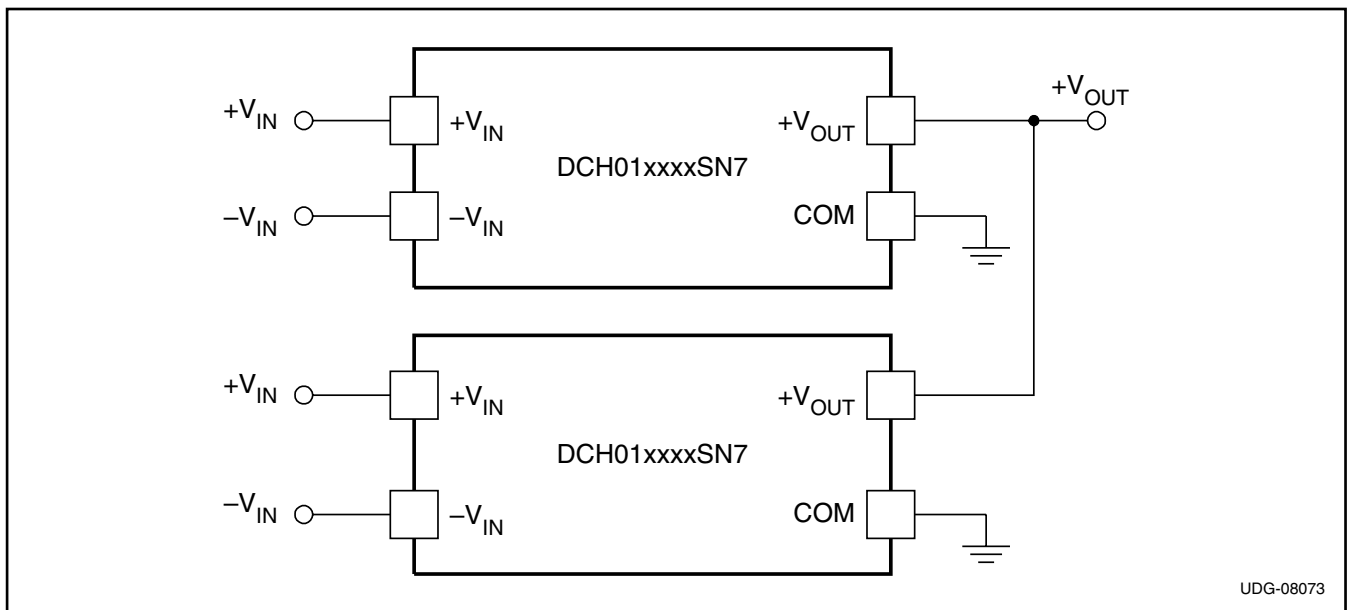 +VOUT
+VIN +VIN +VOUT
DCH01xxxxSN7
–VIN –VIN COM
+VIN +VIN +VOUT
DCH01xxxxSN7
–VIN –VIN COM
UDG-08073